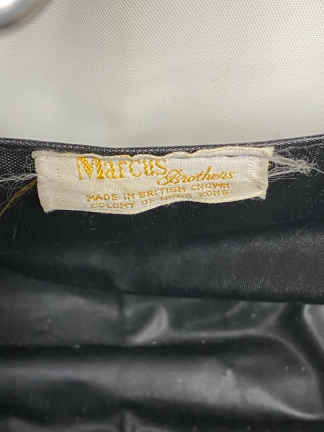 Marcus Brothers
MADE IN BRITISH CROWN
COLONY OF HONG KONG